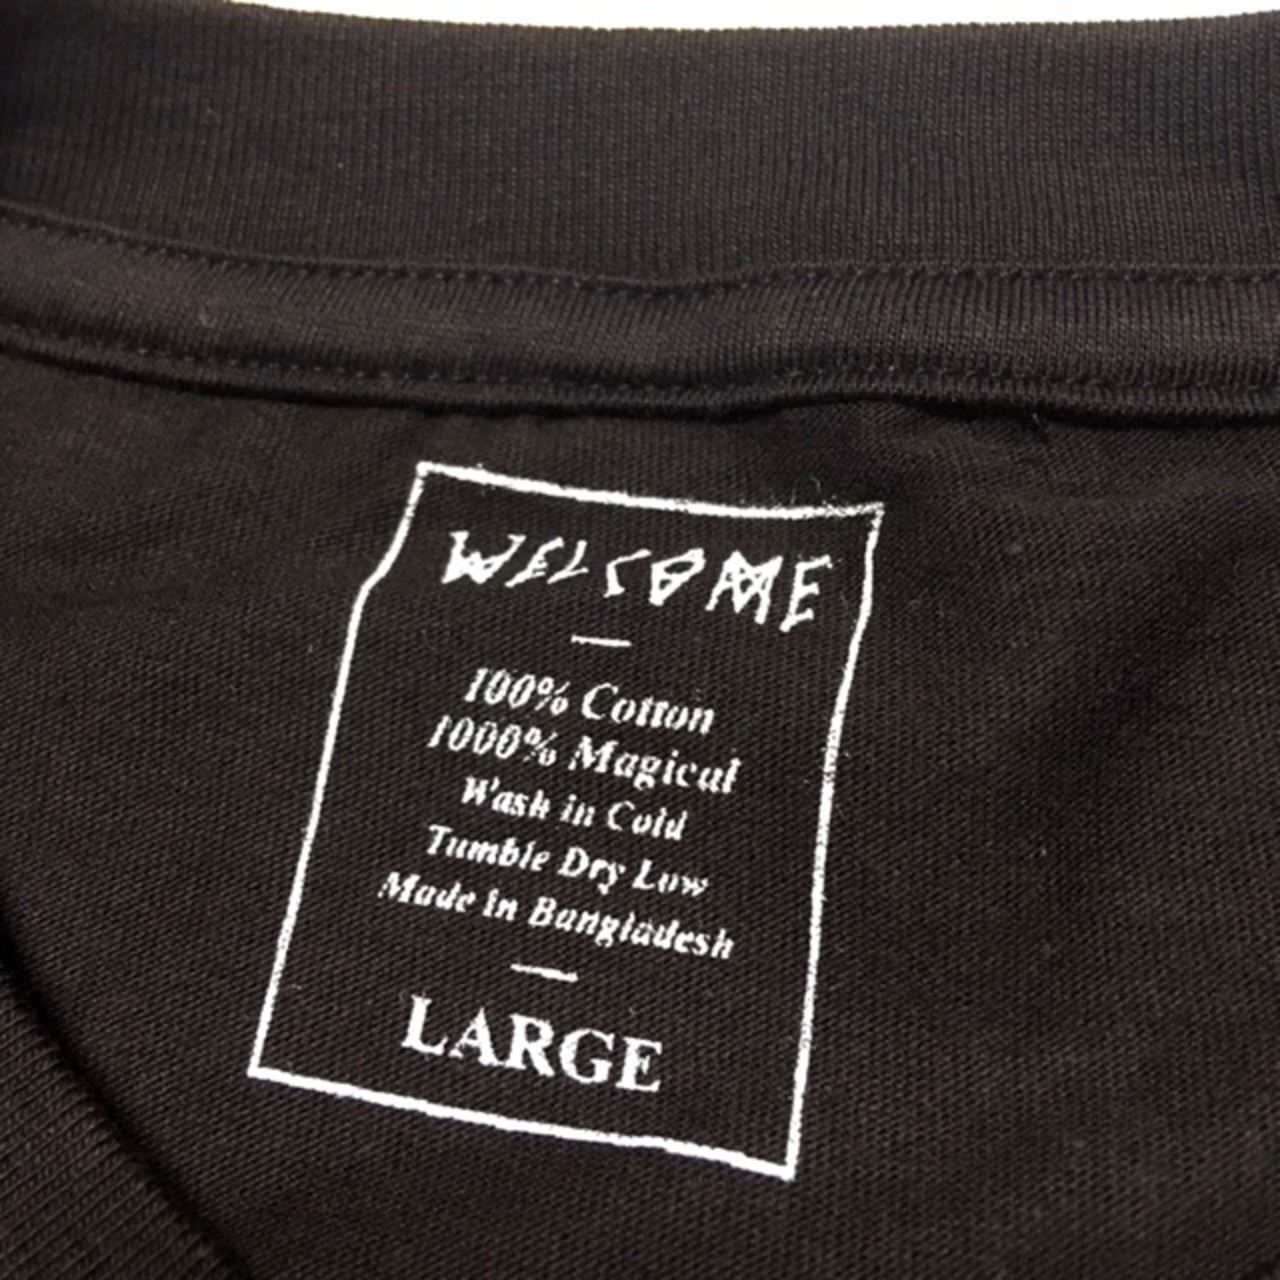 WELCOME
100% Cotton
1000% Magical
Wash in Cold
Tumble Dry Low
Made in Bangladesh
LARGE